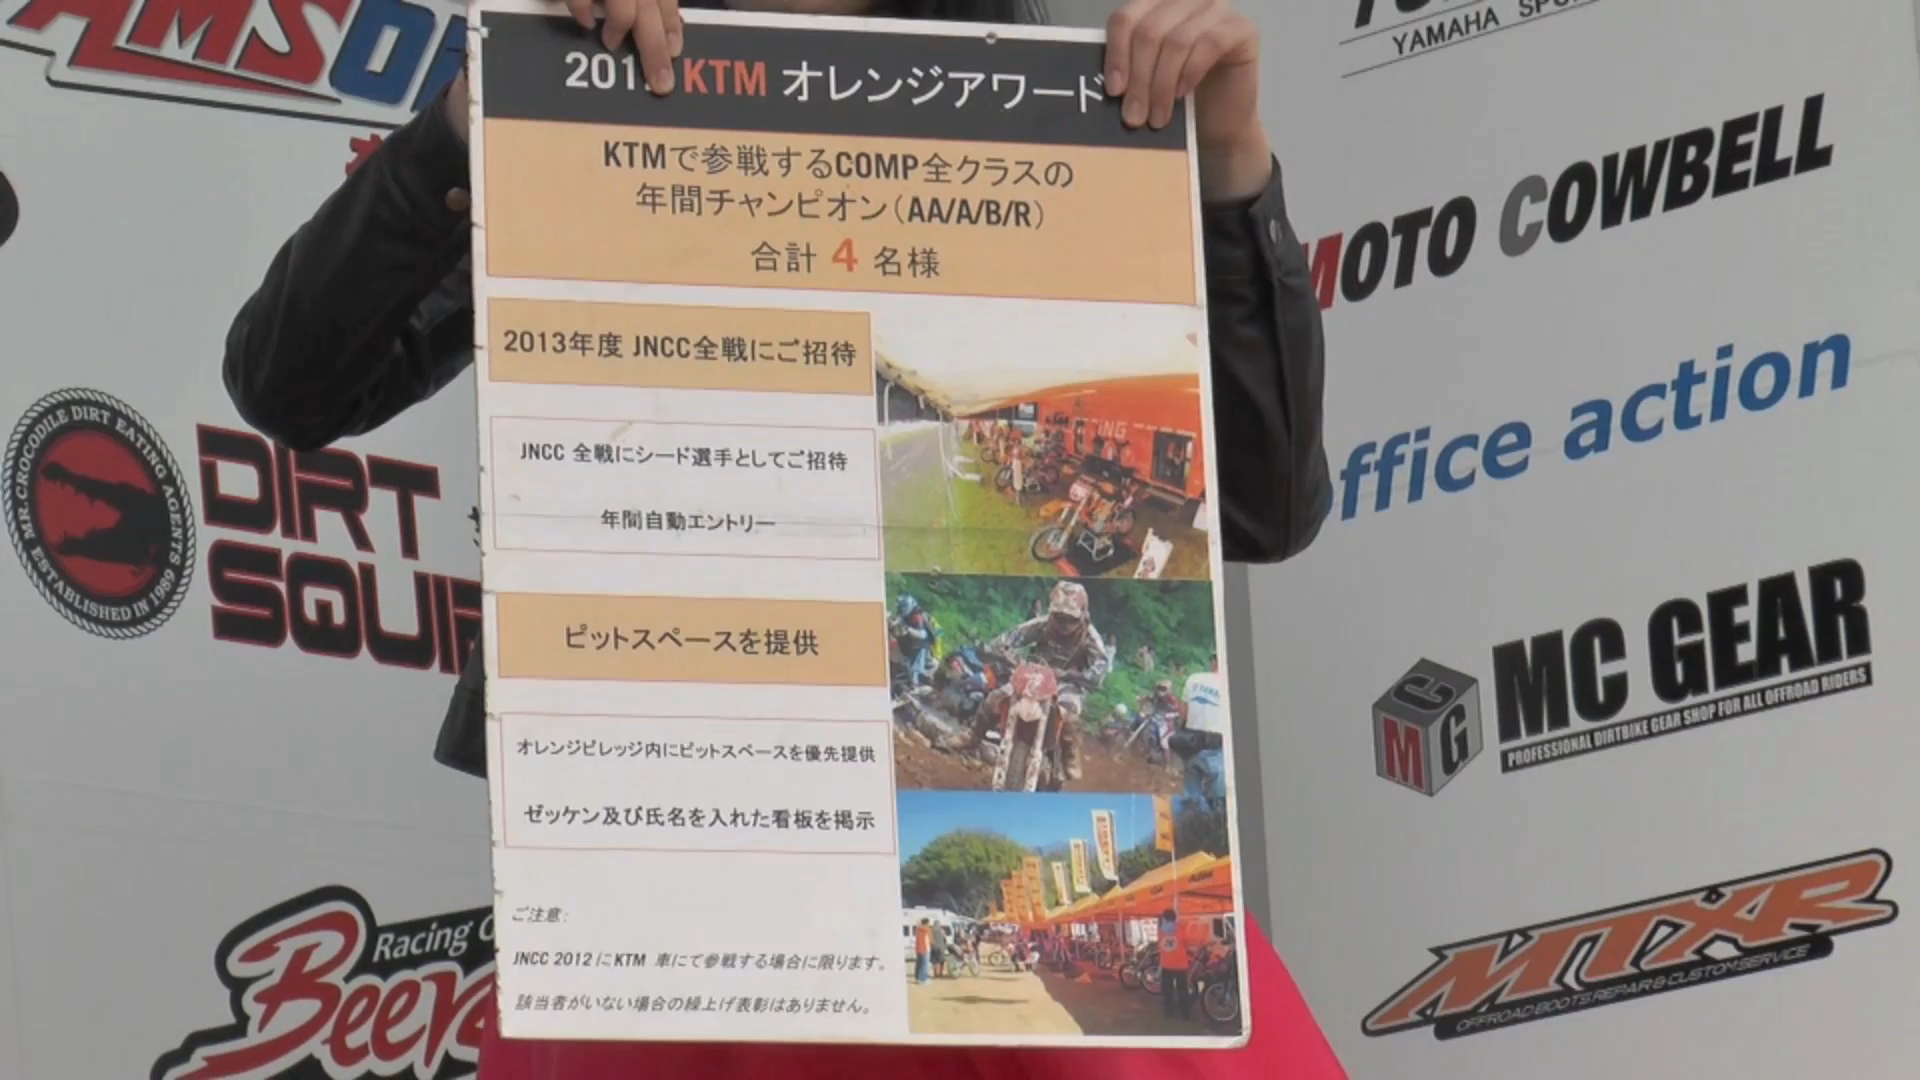 AMSO
YAMAHA
MOTO COWBELL
office action
MC GEAR
PROFESSIONAL DIRTBIKE GEAR SHOP FOR ALL OFFROAD RIDERS
MCG
MTXR
OFFROAD BOOTS REPAIR & CUSTOM SERVICE
MR.CROCODILE DIRT EATING AGENTS
ESTABLISHED IN 1989
DIRT
SQUI
Racing
Beer
KTM オレンジアワード
KTMで参戦するCOMP全クラスの
年間チャンピオン(AA/A/B/R)
合計 4 名様
2013年度 JNCC全戦にご招待
JNCC 全戦にシード選手としてご招待
年間自動エントリー
ピットスペースを提供
オレンジビレッジ内にピットスペースを優先提供
ゼッケン及び氏名を入れた看板を掲示
ご注意:
JNCC 2012 にKTM 車にて参戦する場合に限ります。
該当者がいない場合の繰上げ表彰はありません。